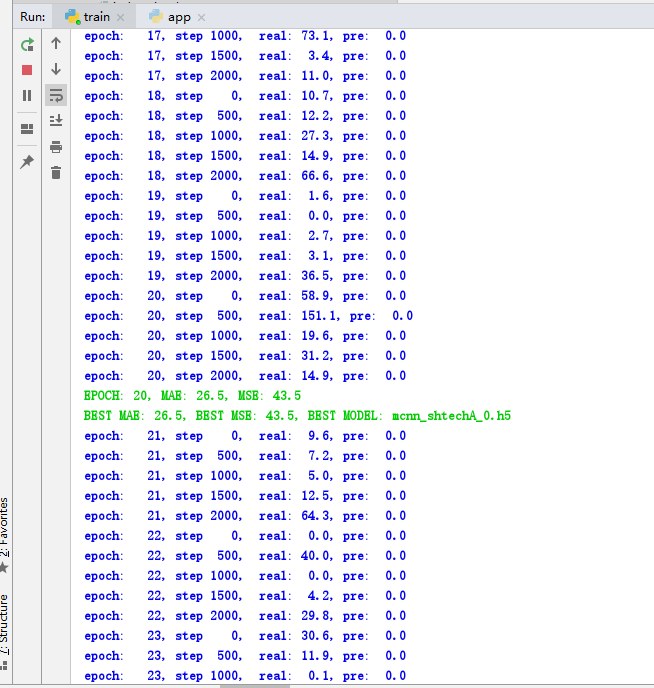 Run: train × app ×
epoch: 17, step 1000, real: 73.1, pre: 0.0
epoch: 17, step 1500, real: 3.4, pre: 0.0
epoch: 17, step 2000, real: 11.0, pre: 0.0
epoch: 18, step 0, real: 10.7, pre: 0.0
epoch: 18, step 500, real: 12.2, pre: 0.0
epoch: 18, step 1000, real: 27.3, pre: 0.0
epoch: 18, step 1500, real: 14.9, pre: 0.0
epoch: 18, step 2000, real: 66.6, pre: 0.0
epoch: 19, step 0, real: 1.6, pre: 0.0
epoch: 19, step 500, real: 0.0, pre: 0.0
epoch: 19, step 1000, real: 2.7, pre: 0.0
epoch: 19, step 1500, real: 3.1, pre: 0.0
epoch: 19, step 2000, real: 36.5, pre: 0.0
epoch: 20, step 0, real: 58.9, pre: 0.0
epoch: 20, step 500, real: 151.1, pre: 0.0
epoch: 20, step 1000, real: 19.6, pre: 0.0
epoch: 20, step 1500, real: 31.2, pre: 0.0
epoch: 20, step 2000, real: 14.9, pre: 0.0
EPOCH: 20, MAE: 26.5, MSE: 43.5
BEST MAE: 26.5, BEST MSE: 43.5, BEST MODEL: mcnn_shtechA_0.h5
epoch: 21, step 0, real: 9.6, pre: 0.0
epoch: 21, step 500, real: 7.2, pre: 0.0
epoch: 21, step 1000, real: 5.0, pre: 0.0
epoch: 21, step 1500, real: 12.5, pre: 0.0
epoch: 21, step 2000, real: 64.3, pre: 0.0
epoch: 22, step 0, real: 0.0, pre: 0.0
epoch: 22, step 500, real: 40.0, pre: 0.0
epoch: 22, step 1000, real: 0.0, pre: 0.0
epoch: 22, step 1500, real: 4.2, pre: 0.0
epoch: 22, step 2000, real: 29.8, pre: 0.0
epoch: 23, step 0, real: 30.6, pre: 0.0
epoch: 23, step 500, real: 11.9, pre: 0.0
epoch: 23, step 1000, real: 0.1, pre: 0.0
2: Favorites
7: Structure